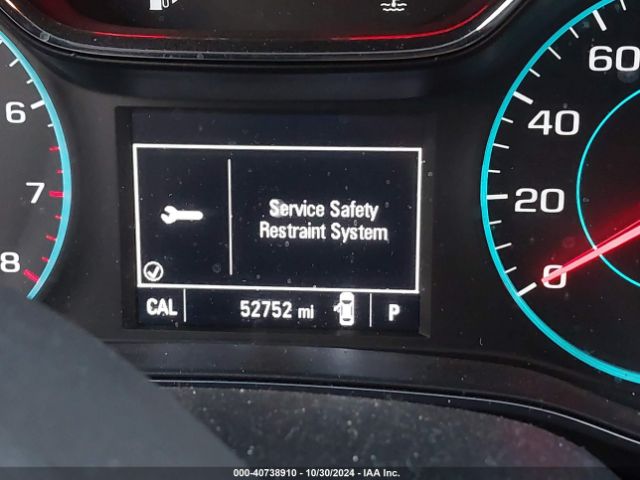 6
7
8
Service Safety
Restraint System
CAL 52752 mi P
60
40
20
0
000-40738910 - 10/30/2024 - IAA Inc.